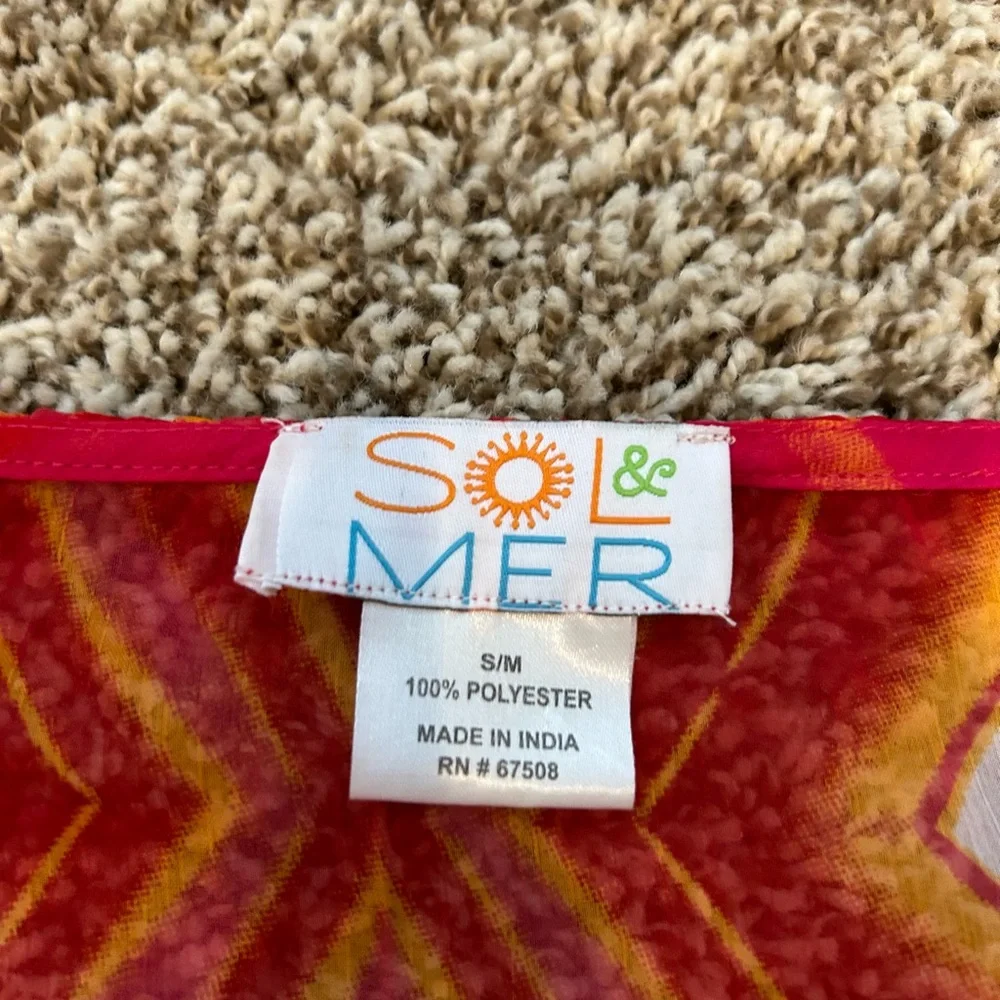 SOL &
MER
S/M
100% POLYESTER
MADE IN INDIA
RN # 67508